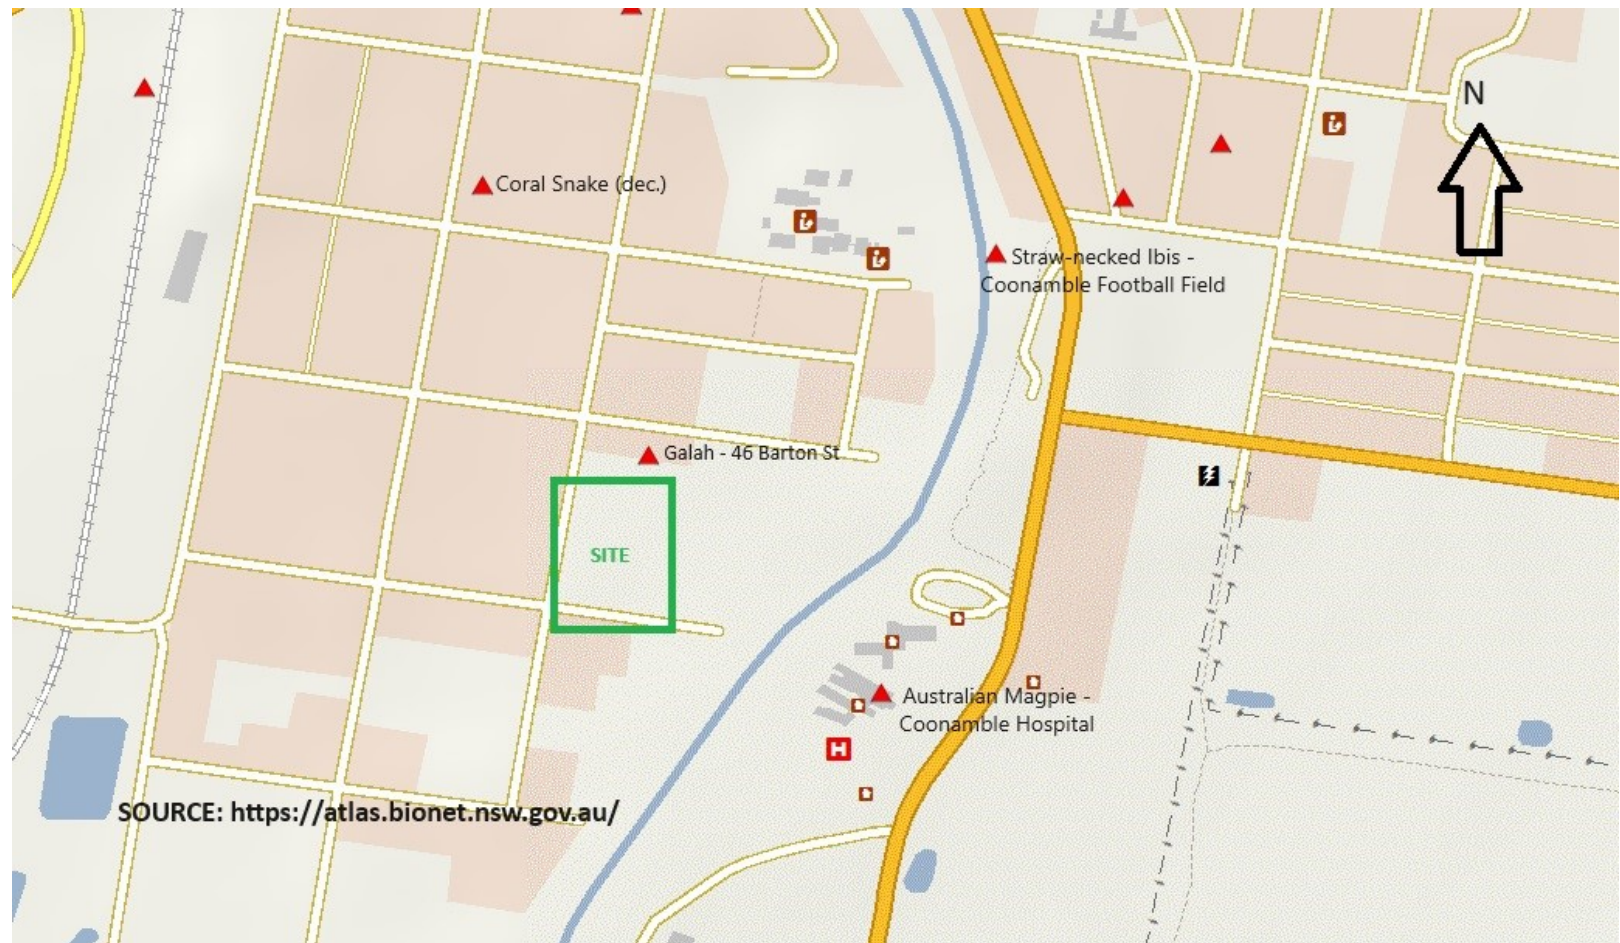 N
Coral Snake (dec.)
Straw-necked Ibis -
Coonamble Football Field
Galah - 46 Barton St
SITE
Australian Magpie -
Coonamble Hospital
H
SOURCE: https://atlas.bionet.nsw.gov.au/